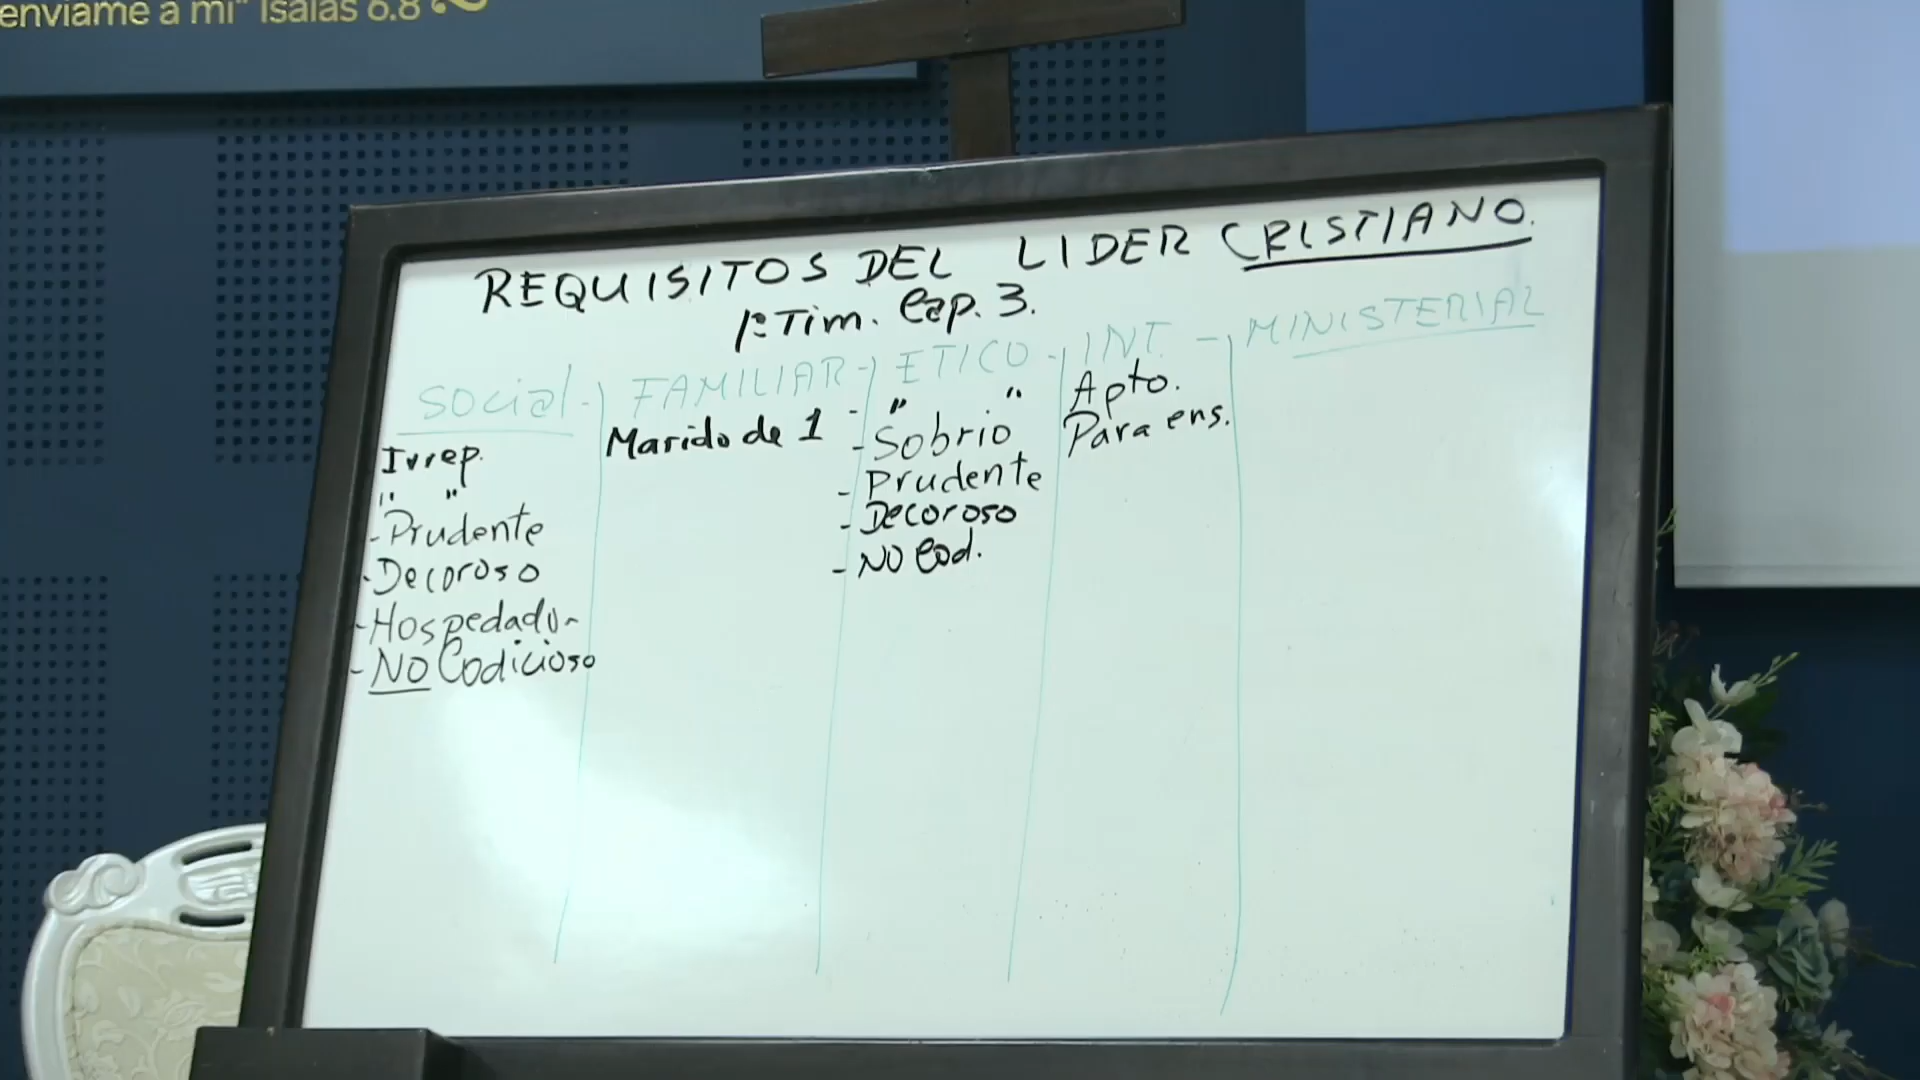 enviame a mi" Isaias 6.8
REQUISITOS DEL LIDER CRISTIANO.
1ª Tim. Cap. 3.
Social - FAMILIAR - ETICO - INT. - MINISTERIAL
Irrep.
" "
- Prudente
- Decoroso
- Hospedador
- NO Codicioso
Marido de 1
- " "
- Sobrio
- Prudente
- Decoroso
- NO Cod.
Apto.
Para ens.